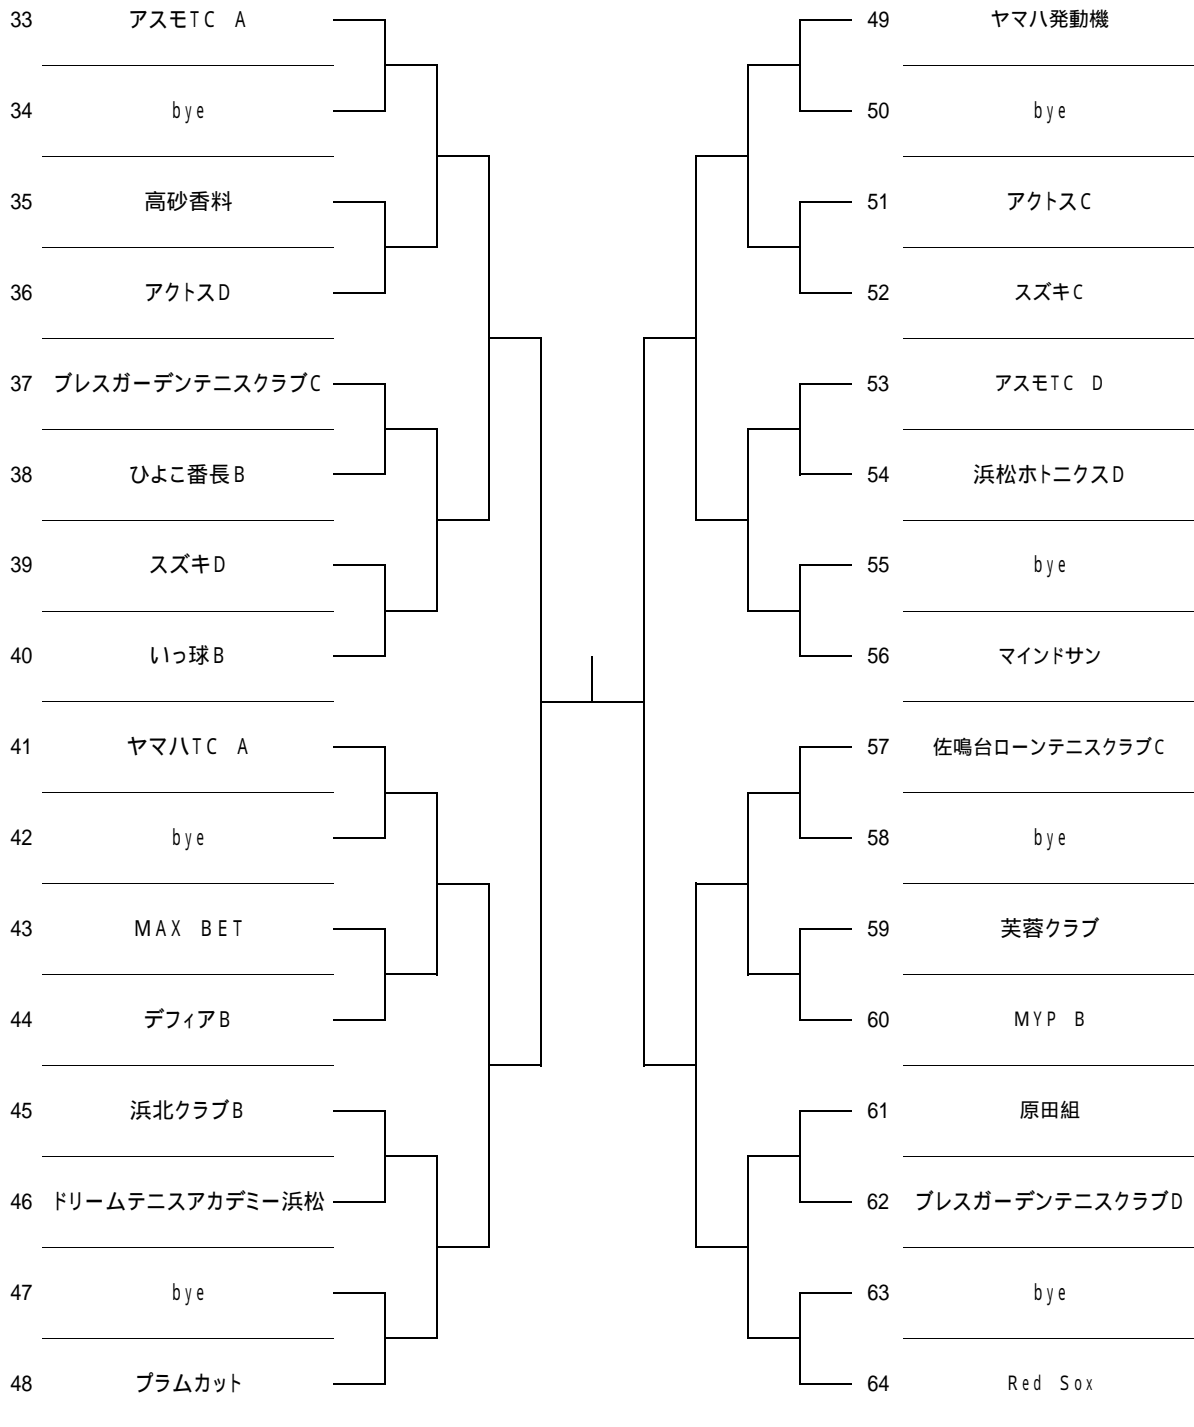 33 アスモTC A
34 bye
35 高砂香料
36 アクトスD
37 ブレスガーデンテニスクラブC
38 ひよこ番長B
39 スズキD
40 いっ球B
41 ヤマハTC A
42 bye
43 MAX BET
44 デフィアB
45 浜北クラブB
46 ドリームテニスアカデミー浜松
47 bye
48 プラムカット
49 ヤマハ発動機
50 bye
51 アクトスC
52 スズキC
53 アスモTC D
54 浜松ホトニクスD
55 bye
56 マインドサン
57 佐鳴台ローンテニスクラブC
58 bye
59 芙蓉クラブ
60 MYP B
61 原田組
62 ブレスガーデンテニスクラブD
63 bye
64 Red Sox